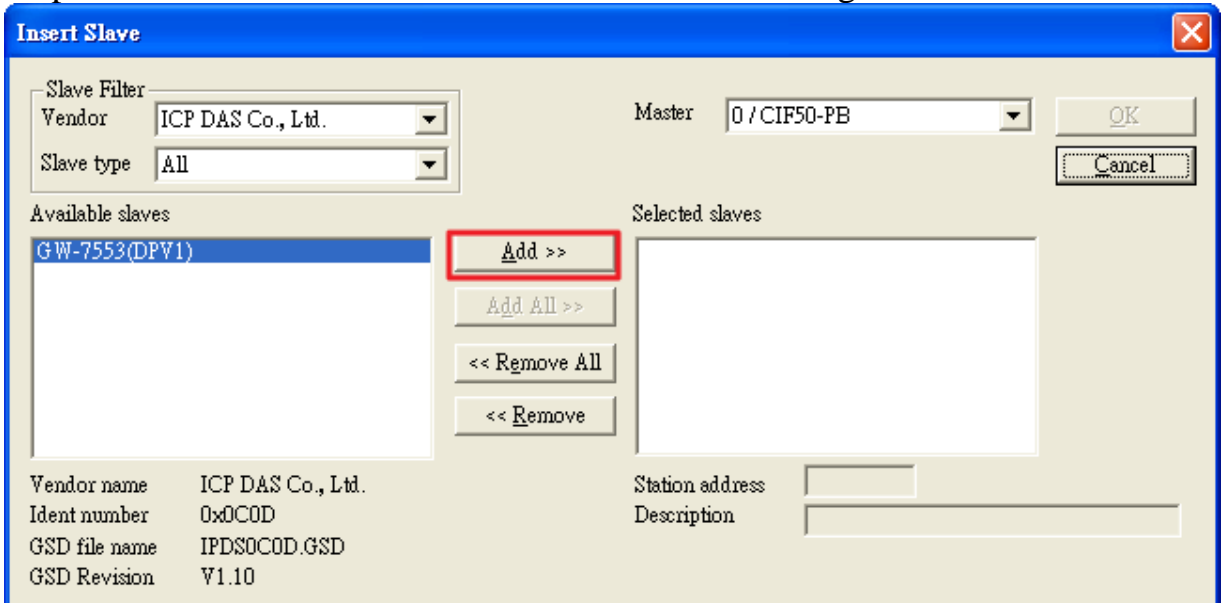 Insert Slave
Slave Filter
Vendor ICP DAS Co., Ltd.
Slave type All
Master 0 / CIF50-PB
OK
Cancel
Available slaves
GW-7553(DPV1)
Add >>
Add All >>
<< Remove All
<< Remove
Selected slaves
Vendor name ICP DAS Co., Ltd.
Ident number 0x0C0D
GSD file name IPDS0C0D.GSD
GSD Revision V1.10
Station address
Description